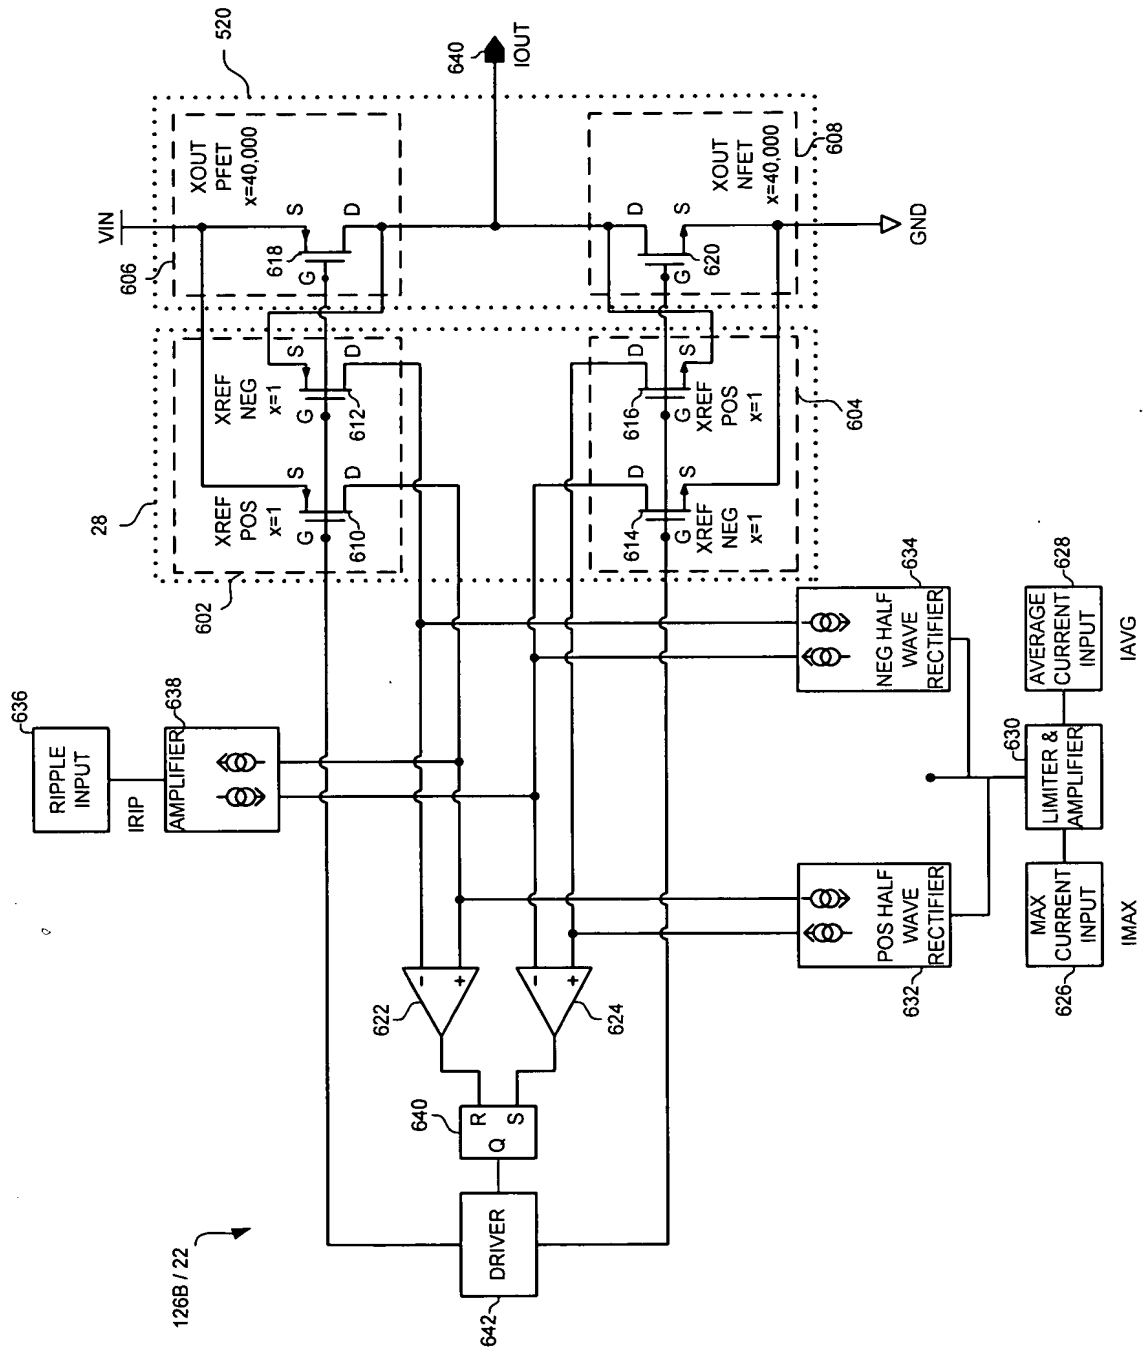 126B / 22
636
RIPPLE
INPUT
IRIP
638
AMPLIFIER
28
602
XREF
POS
x=1
S
G
D
610
XREF
NEG
x=1
S
G
D
612
520
606
VIN
XOUT
PFET
x=40,000
S
G
D
618
640
IOUT
642
DRIVER
640
R
Q
S
622
-
+
624
-
+
614
D
G
S
XREF
NEG
x=1
616
D
G
S
XREF
POS
x=1
604
D
G
S
620
XOUT
NFET
x=40,000
608
GND
632
POS HALF
WAVE
RECTIFIER
634
NEG HALF
WAVE
RECTIFIER
626
MAX
CURRENT
INPUT
IMAX
630
LIMITER &
AMPLIFIER
628
AVERAGE
CURRENT
INPUT
IAVG